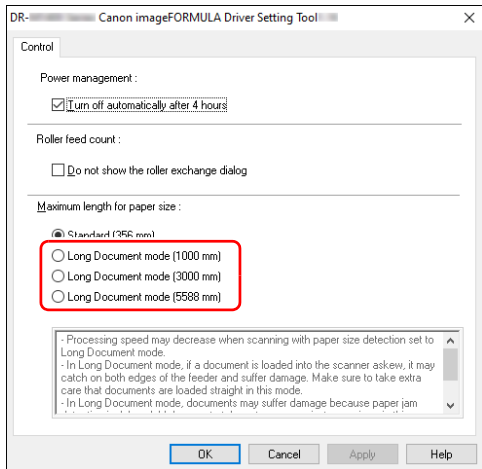 DR- Canon imageFORMULA Driver Setting Tool
Control
Power management :
Turn off automatically after 4 hours
Roller feed count :
Do not show the roller exchange dialog
Maximum length for paper size :
Standard (356 mm)
Long Document mode (1000 mm)
Long Document mode (3000 mm)
Long Document mode (5588 mm)
- Processing speed may decrease when scanning with paper size detection set to
Long Document mode.
- In Long Document mode, if a document is loaded into the scanner askew, it may
catch on both edges of the feeder and suffer damage. Make sure to take extra
care that documents are loaded straight in this mode.
- In Long Document mode, documents may suffer damage because paper jam
OK Cancel Apply Help